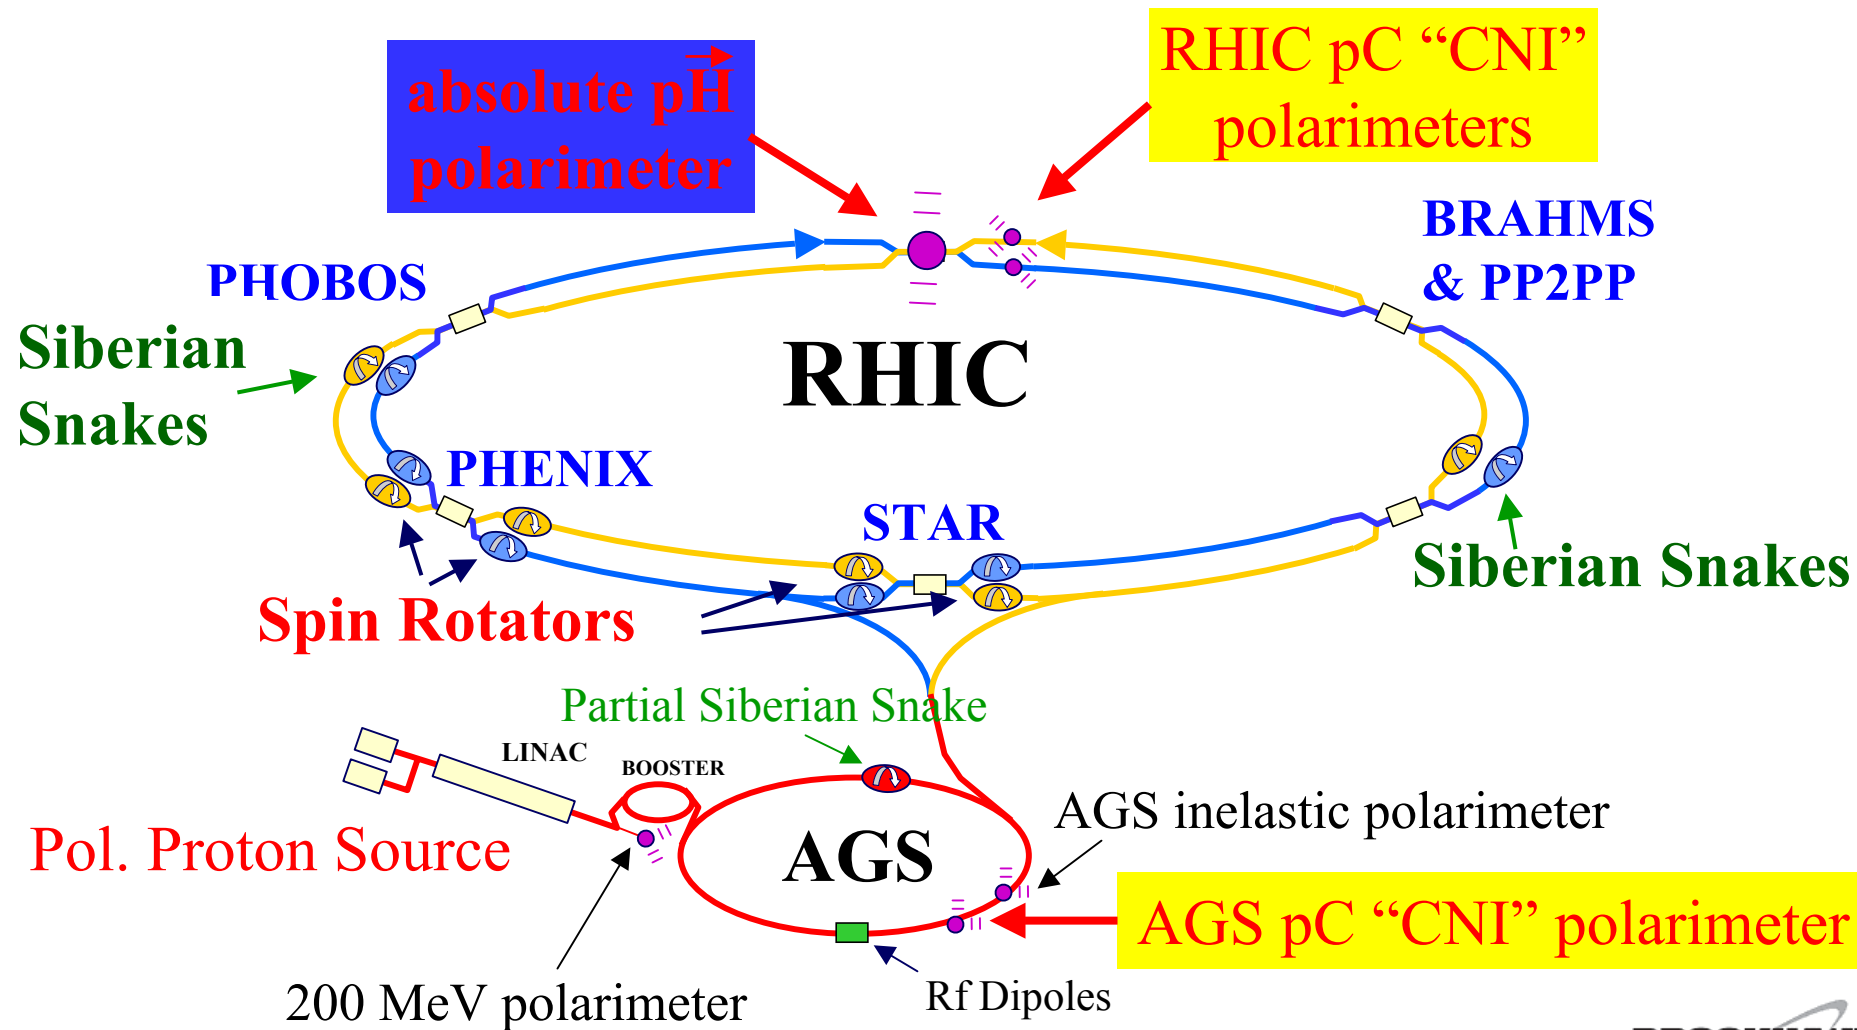 absolute pH
polarimeter
RHIC pC “CNI”
polarimeters
BRAHMS
& PP2PP
PHOBOS
Siberian
Snakes
RHIC
PHENIX
STAR
Siberian Snakes
Spin Rotators
Partial Siberian Snake
LINAC
BOOSTER
AGS inelastic polarimeter
Pol. Proton Source
AGS
AGS pC “CNI” polarimeter
200 MeV polarimeter
Rf Dipoles